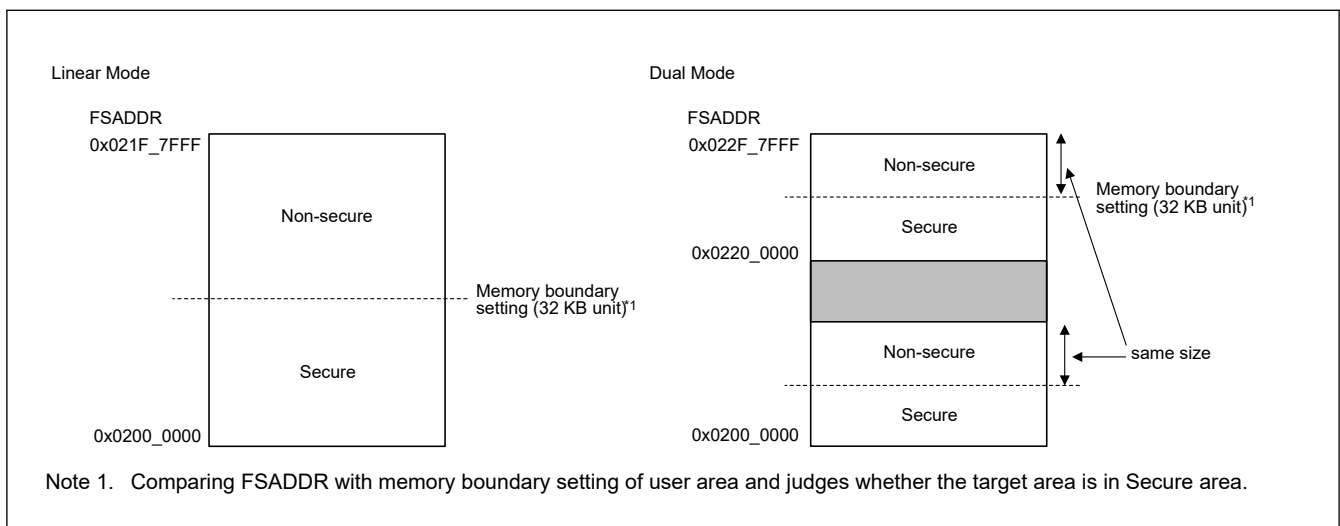 Linear Mode
FSADDR
0x021F_7FFF
Non-secure
Memory boundary
setting (32 KB unit)*1
Secure
0x0200_0000
Dual Mode
FSADDR
0x022F_7FFF
Non-secure
Memory boundary
setting (32 KB unit)*1
Secure
0x0220_0000
Non-secure
same size
Secure
0x0200_0000
Note 1. Comparing FSADDR with memory boundary setting of user area and judges whether the target area is in Secure area.